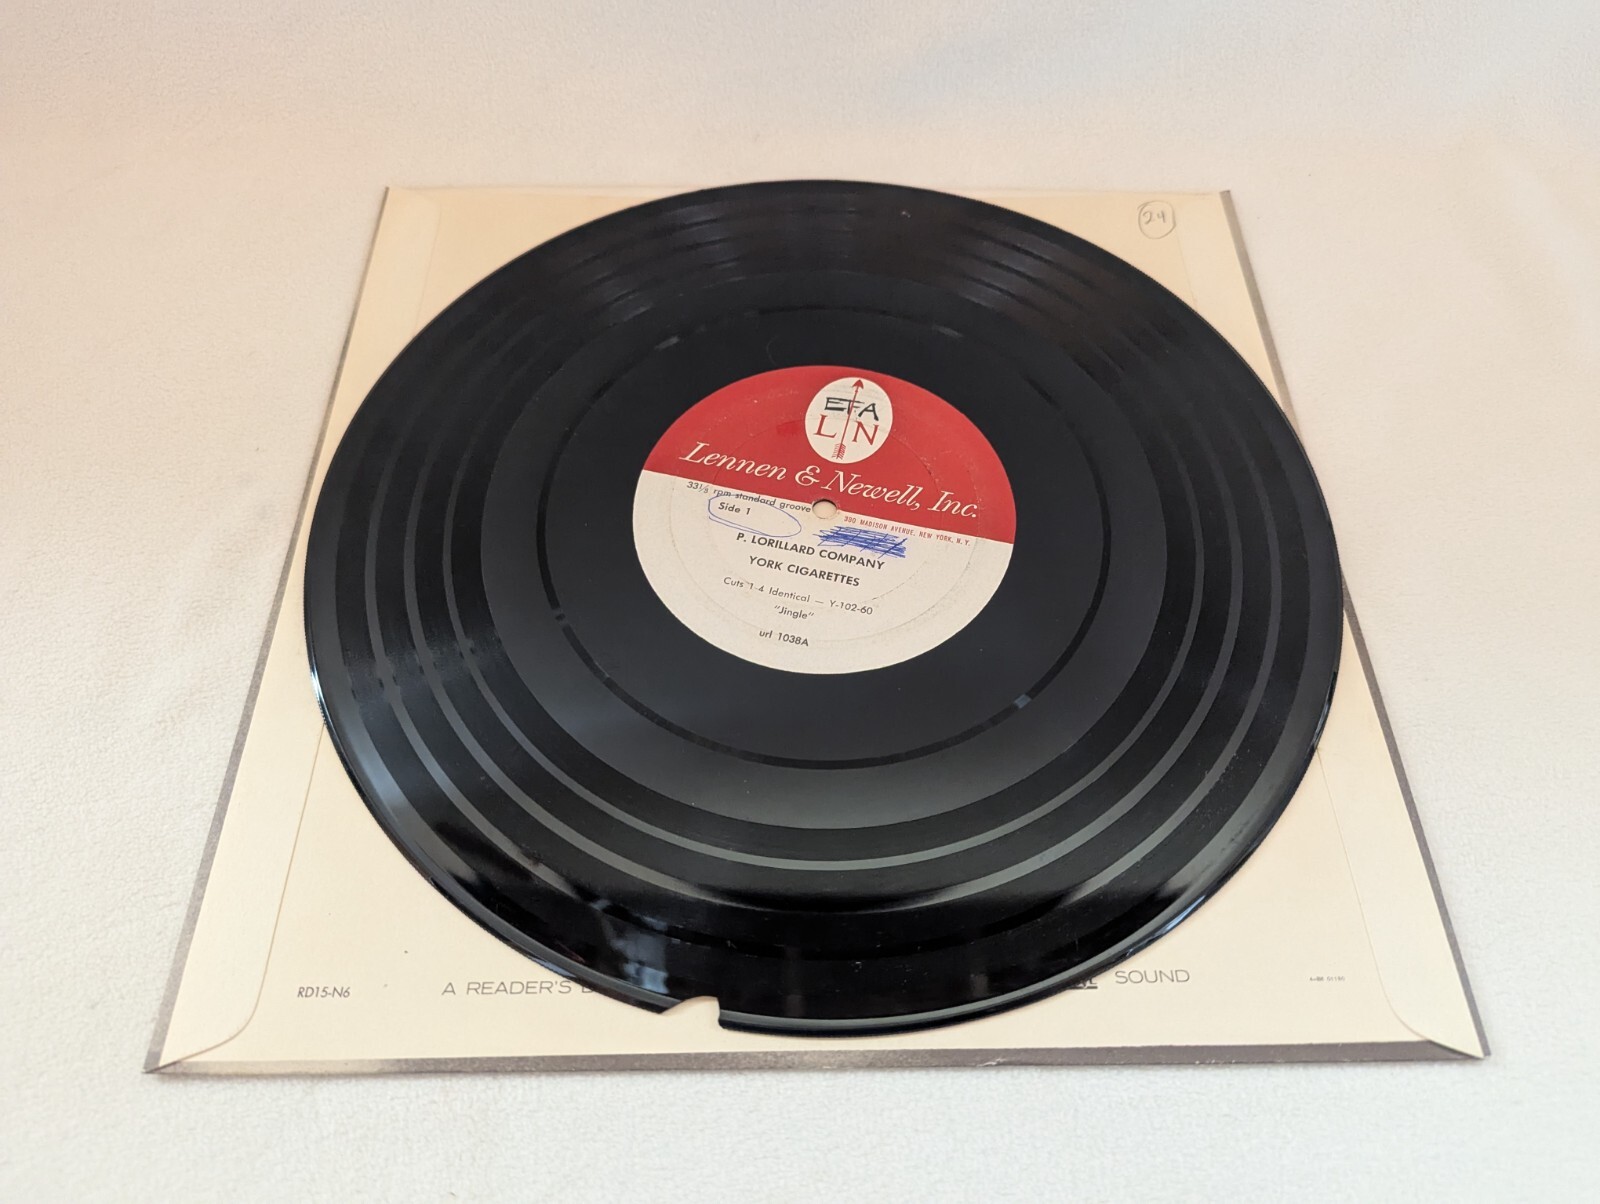 24
EFA
L N
Lennen & Newell, Inc.
33⅓ rpm standard groove
380 MADISON AVENUE, NEW YORK, N. Y.
Side 1
P. LORILLARD COMPANY
YORK CIGARETTES
Cuts 1-4 Identical — Y-102-60
"Jingle"
url 1038A
RD15-N6
A READER'S
SOUND